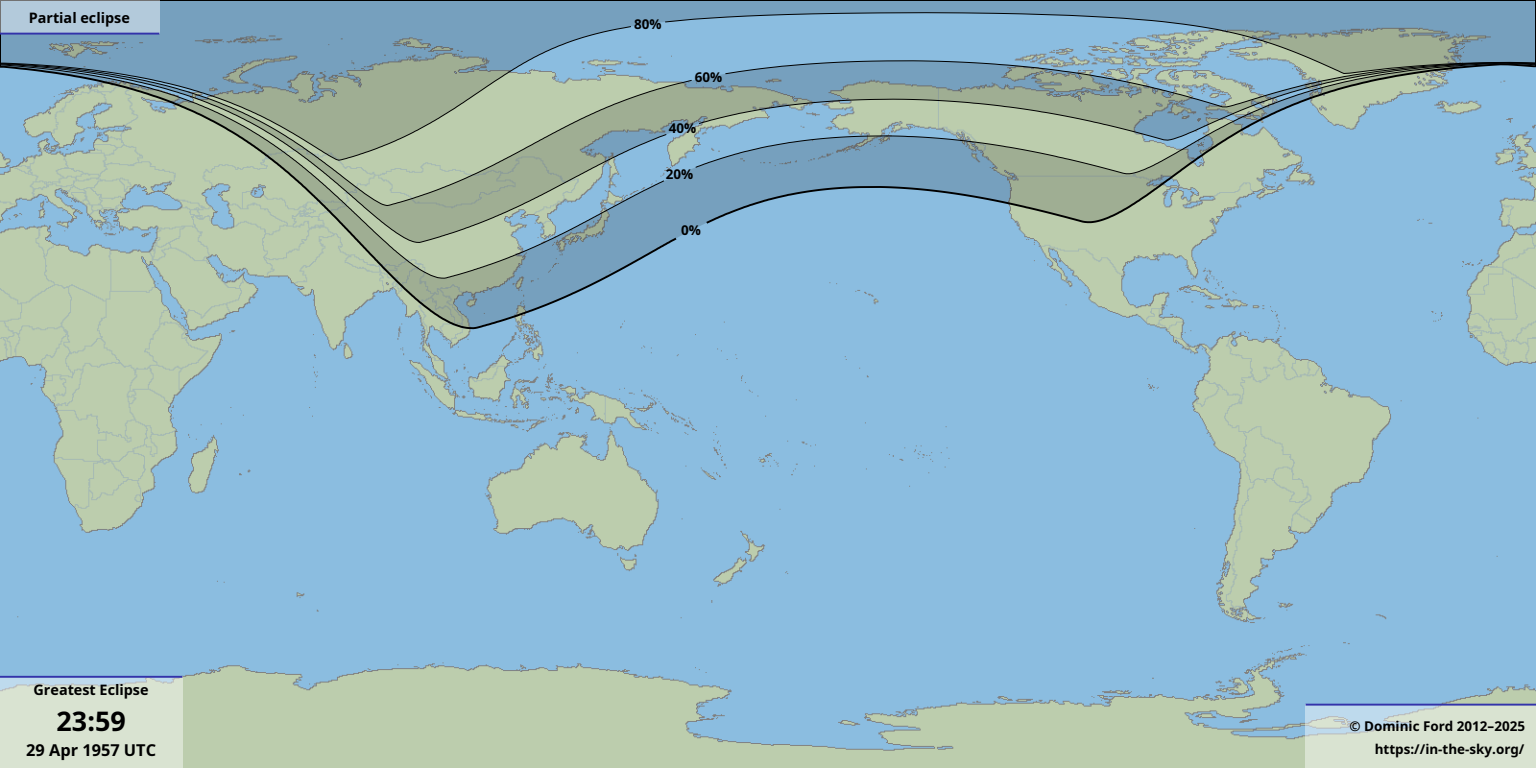 Partial eclipse
80%
60%
40%
20%
0%
Greatest Eclipse
23:59
29 Apr 1957 UTC
© Dominic Ford 2012–2025
https://in-the-sky.org/